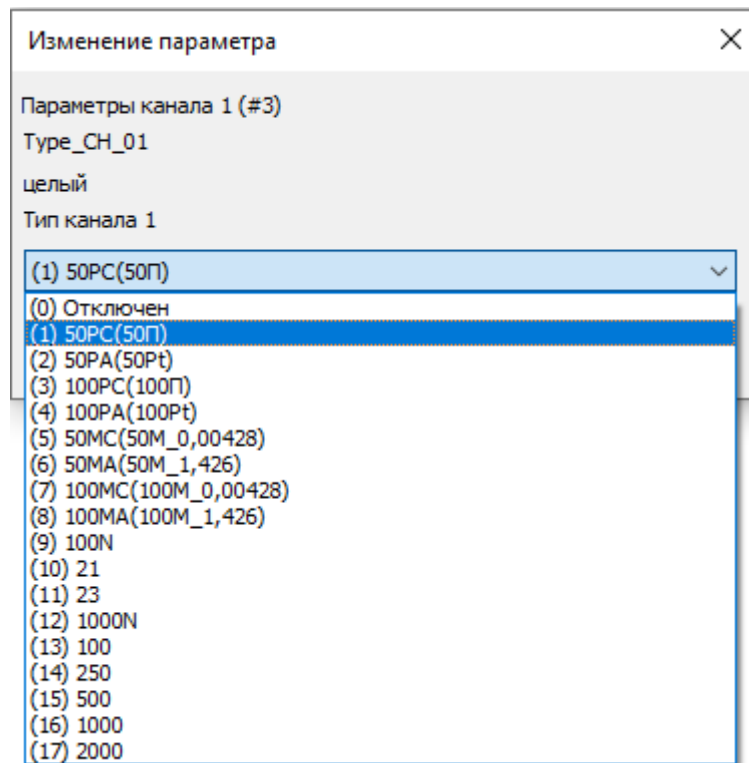 Изменение параметра
Параметры канала 1 (#3)
Type_CH_01
целый
Тип канала 1
(1) 50PC(50П)
(0) Отключен
(1) 50PC(50П)
(2) 50PA(50Pt)
(3) 100PC(100П)
(4) 100PA(100Pt)
(5) 50MC(50M_0,00428)
(6) 50MA(50M_1,426)
(7) 100MC(100M_0,00428)
(8) 100MA(100M_1,426)
(9) 100N
(10) 21
(11) 23
(12) 1000N
(13) 100
(14) 250
(15) 500
(16) 1000
(17) 2000